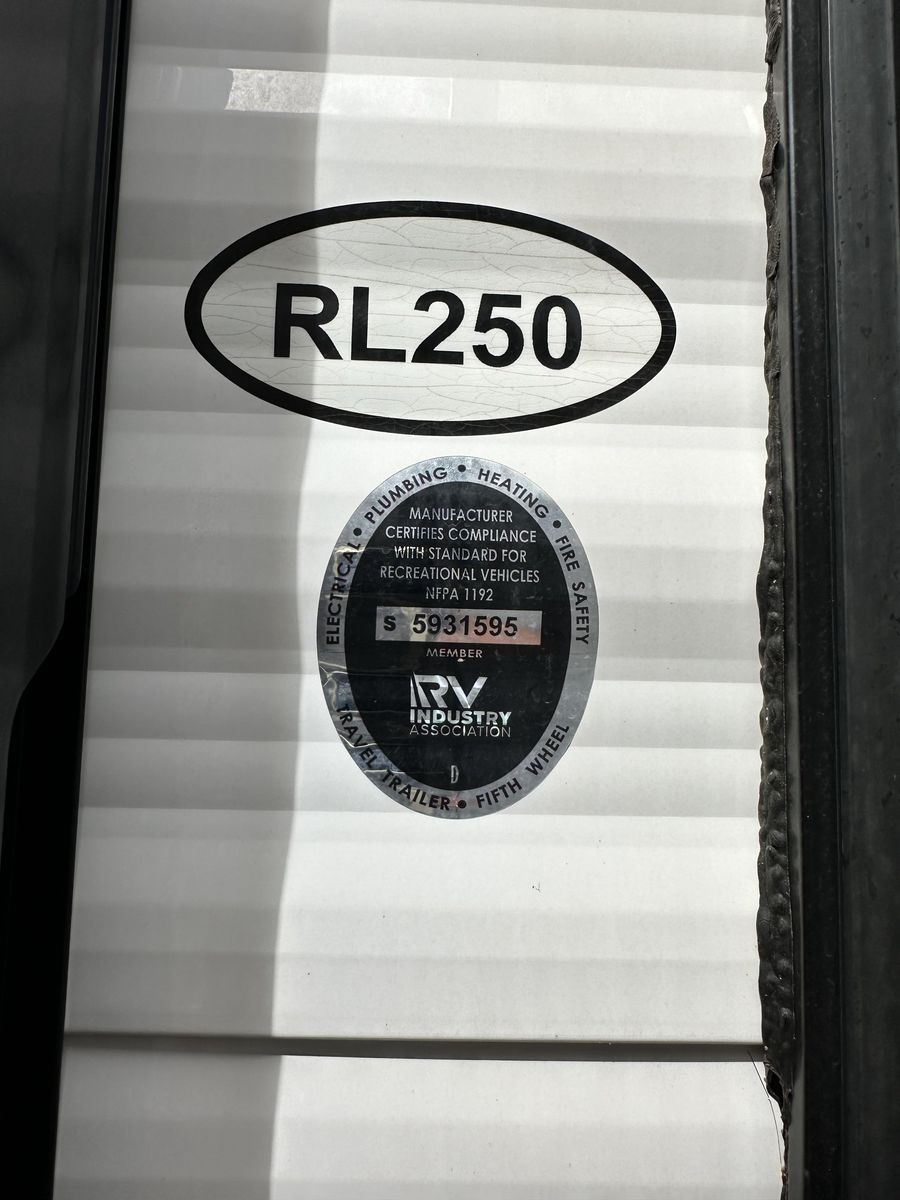 RL250
ELECTRICAL • PLUMBING • HEATING • FIRE SAFETY
MANUFACTURER
CERTIFIES COMPLIANCE
WITH STANDARD FOR
RECREATIONAL VEHICLES
NFPA 1192
S 5931595
MEMBER
RV
INDUSTRY
ASSOCIATION
D
TRAVEL TRAILER • FIFTH WHEEL